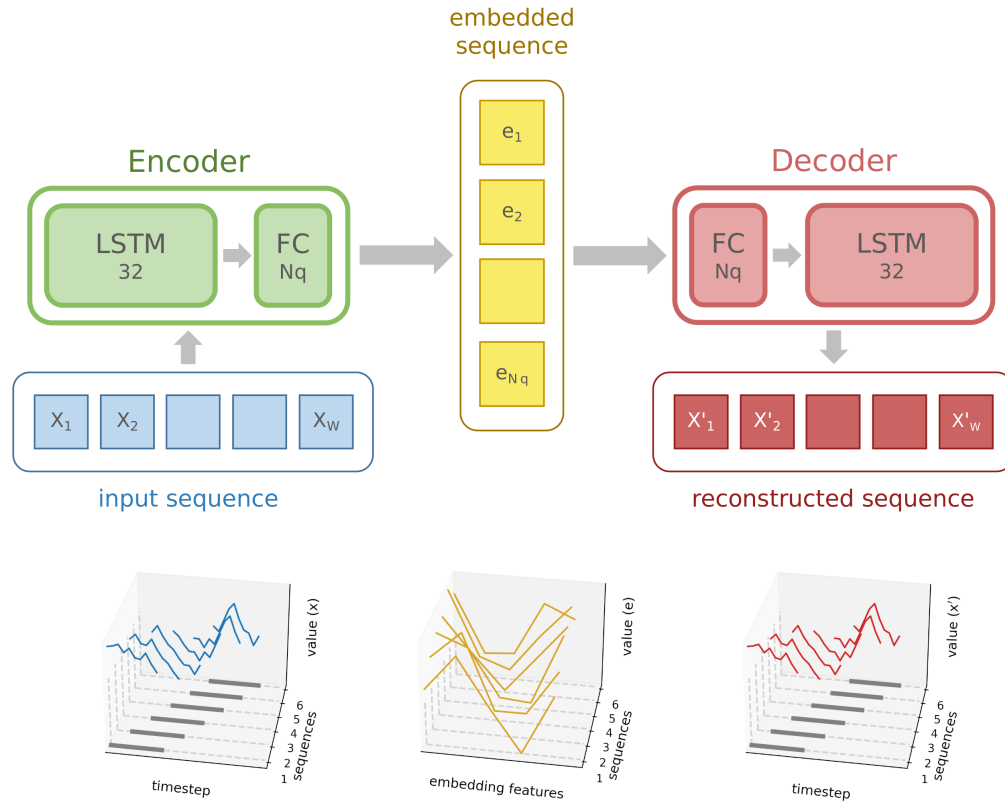 embedded
sequence
Encoder
LSTM
32
FC
Nq
e1
e2
eNq
Decoder
FC
Nq
LSTM
32
X1
X2
XW
input sequence
X'1
X'2
X'w
reconstructed sequence
value (x)
6
5
4
3
2
1
sequences
timestep
value (e)
6
5
4
3
2
1
sequences
embedding features
value (x')
6
5
4
3
2
1
sequences
timestep